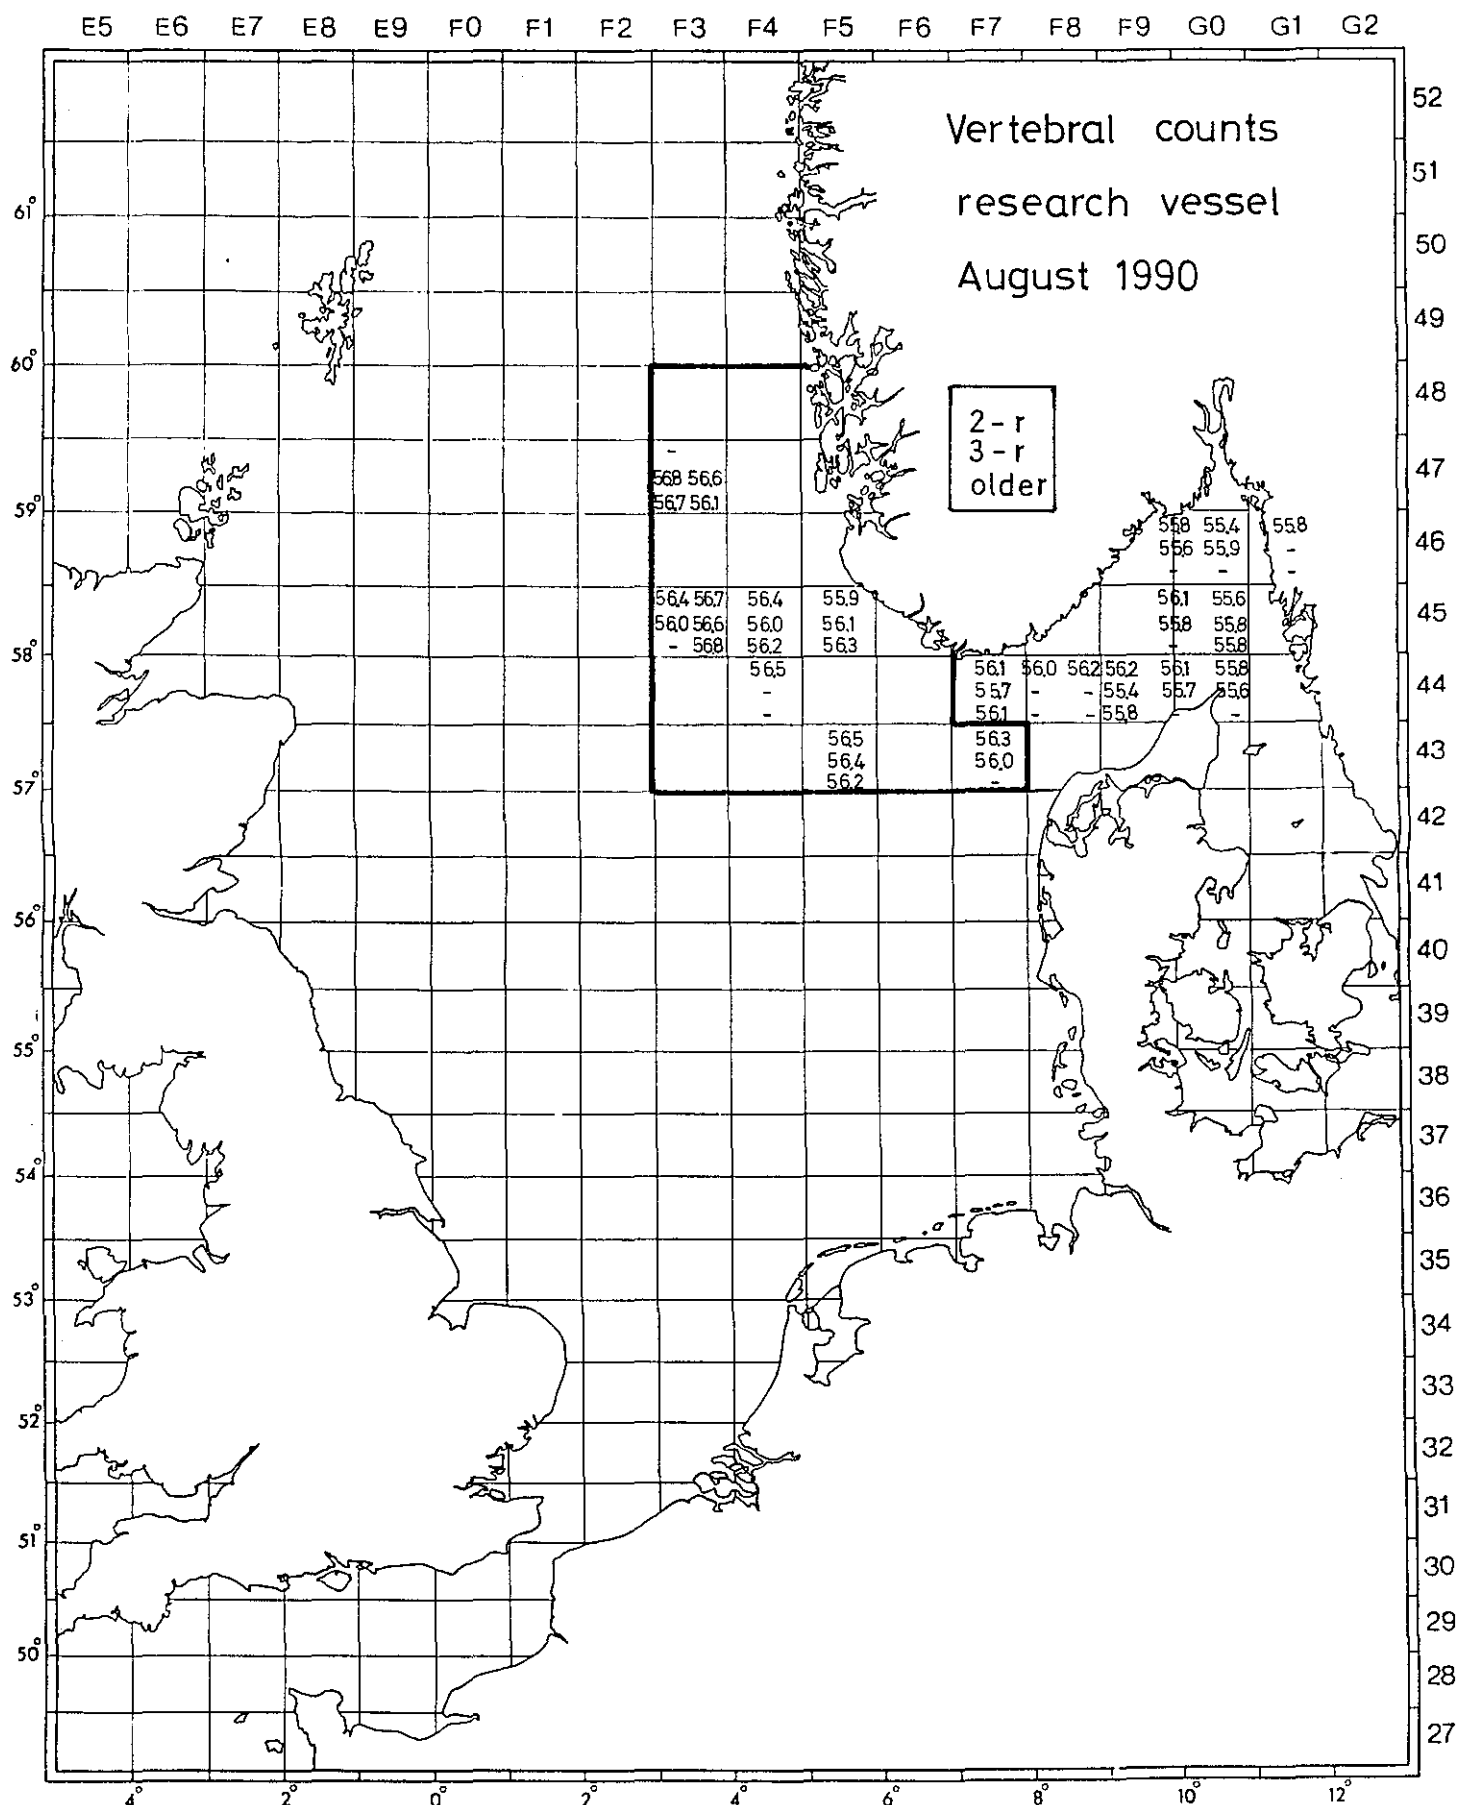 E5 E6 E7 E8 E9 F0 F1 F2 F3 F4 F5 F6 F7 F8 F9 G0 G1 G2
Vertebral counts
research vessel
August 1990
2-r
3-r
older
52
51
61°
50
49
60°
48
-
47
56.8 56.6
59°
56.7 56.1
55.8 55.4 55.8
46
55.6 55.9 -
- - -
56.4 56.7 56.4 55.9 56.1 55.6
45
56.0 56.6 56.0 56.1 55.8 55.8
- 56.8 56.2 56.3 - 55.8
58°
56.5 56.1 56.0 56.2 56.2 56.1 55.8
44
- 55.7 - - 55.4 55.7 55.6
- 56.1 - - 55.8 - -
56.5 56.3
43
56.4 56.0
57°
56.2 -
42
41
56°
40
39
55°
38
37
54°
36
35
53°
34
33
52°
32
31
51°
30
29
50°
28
27
4° 2° 0° 2° 4° 6° 8° 10° 12°